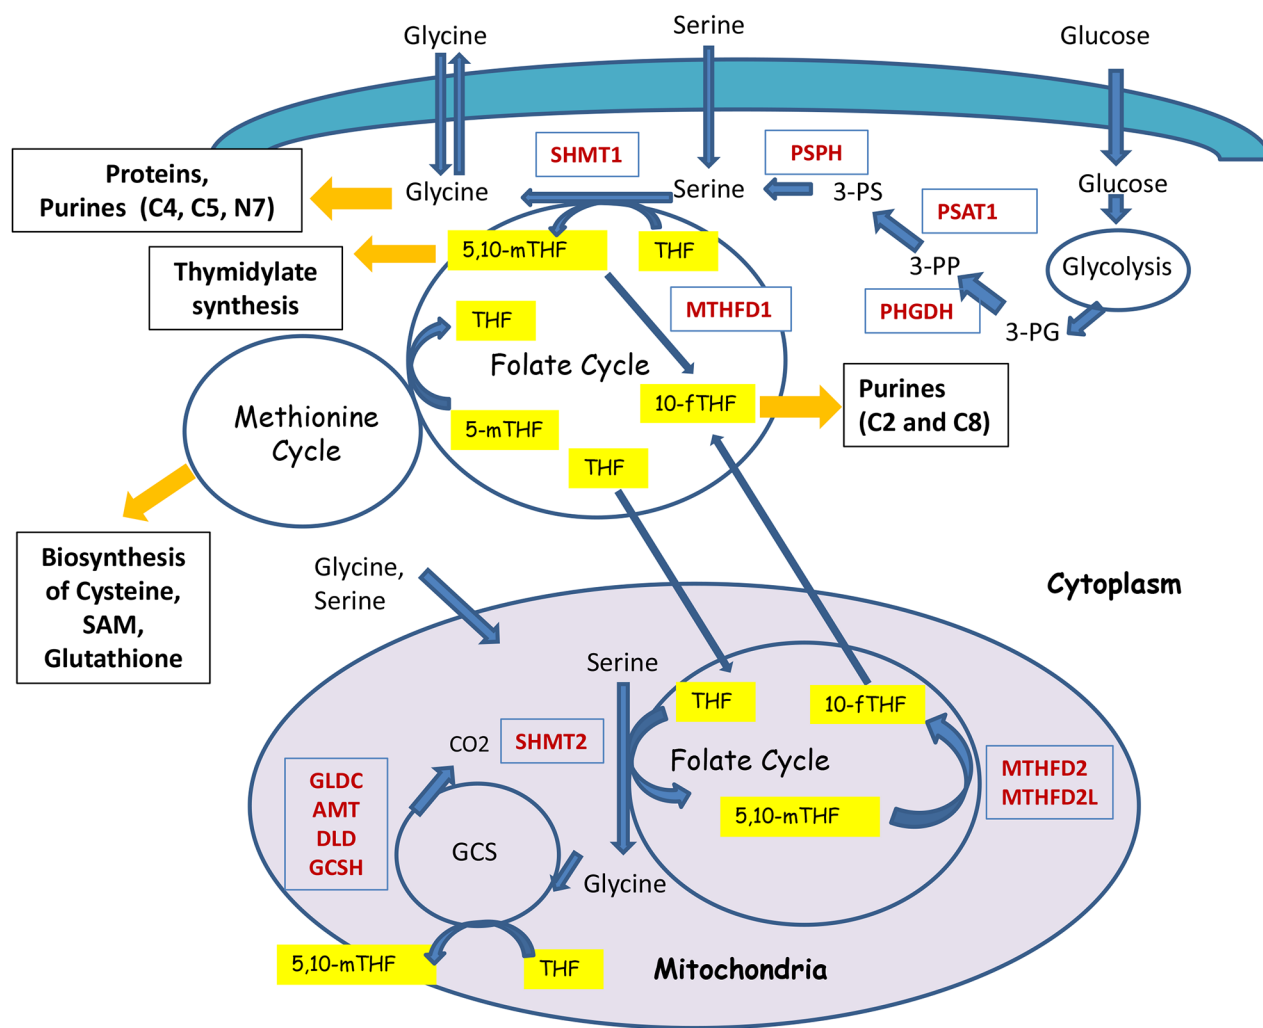 Glycine
Serine
Glucose
SHMT1
PSPH
Proteins,
Purines  (C4, C5, N7)
Glycine
Serine
3-PS
Glucose
PSAT1
5,10-mTHF
THF
Thymidylate
synthesis
3-PP
Glycolysis
MTHFD1
PHGDH
THF
3-PG
Folate Cycle
10-fTHF
Purines
(C2 and C8)
Methionine
Cycle
5-mTHF
THF
Biosynthesis
of Cysteine,
SAM,
Glutathione
Glycine,
Serine
Cytoplasm
Serine
THF
10-fTHF
CO2
SHMT2
Folate Cycle
MTHFD2
MTHFD2L
GLDC
AMT
DLD
GCSH
5,10-mTHF
GCS
Glycine
5,10-mTHF
THF
Mitochondria